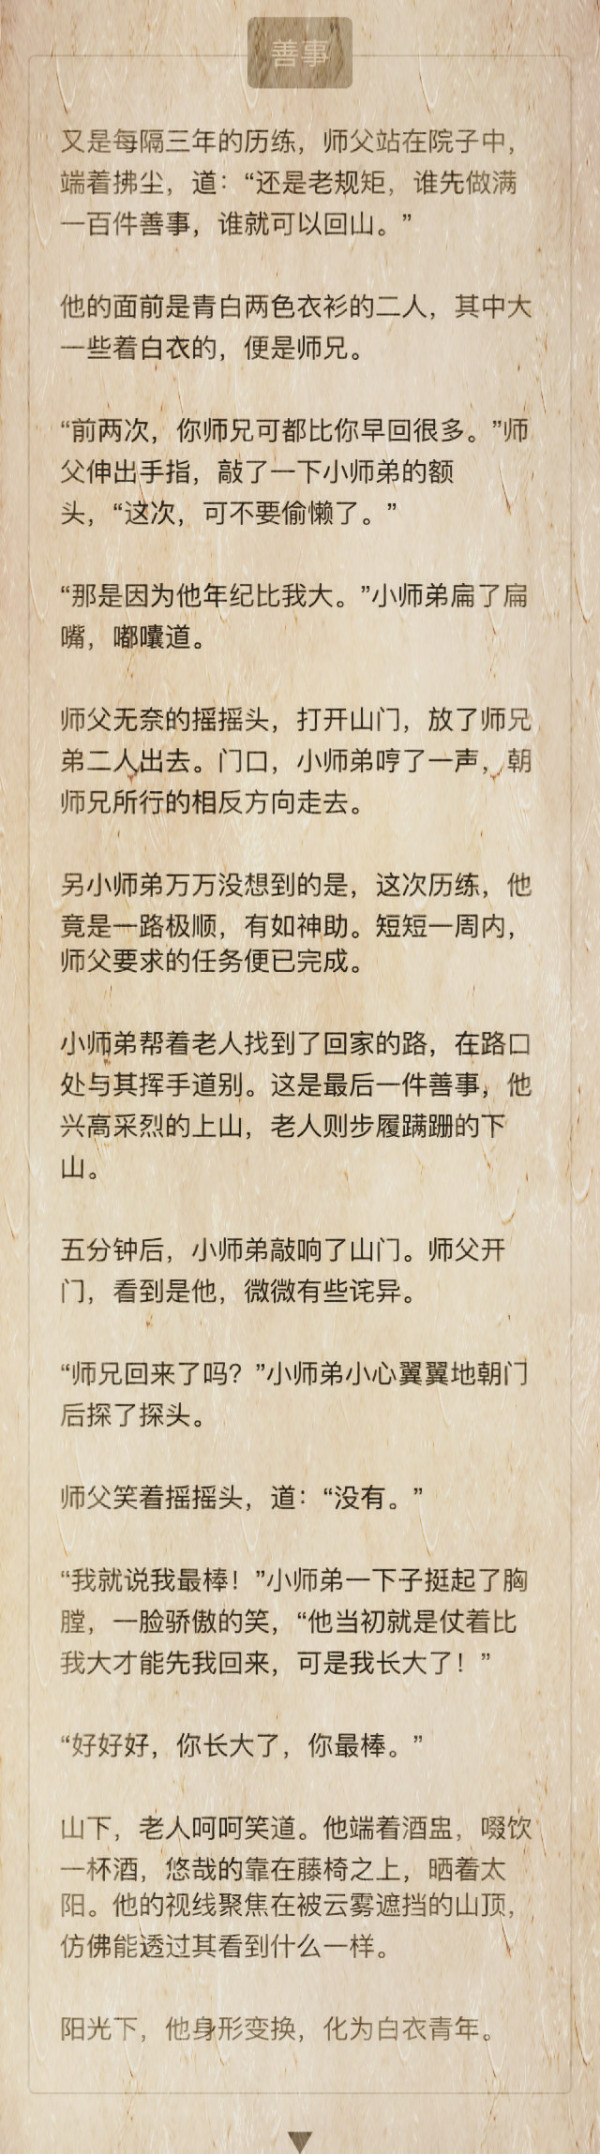 善事
又是每隔三年的历练，师父站在院子中，
端着拂尘，道：“还是老规矩，谁先做满
一百件善事，谁就可以回山。”
他的面前是青白两色衣衫的二人，其中大
一些着白衣的，便是师兄。
“前两次，你师兄可都比你早回很多。”师
父伸出手指，敲了一下小师弟的额
头，“这次，可不要偷懒了。”
“那是因为他年纪比我大。”小师弟扁了扁
嘴，嘟囔道。
师父无奈的摇摇头，打开山门，放了师兄
弟二人出去。门口，小师弟哼了一声，朝
师兄所行的相反方向走去。
另小师弟万万没想到的是，这次历练，他
竟是一路极顺，有如神助。短短一周内，
师父要求的任务便已完成。
小师弟帮着老人找到了回家的路，在路口
处与其挥手道别。这是最后一件善事，他
兴高采烈的上山，老人则步履蹒跚的下
山。
五分钟后，小师弟敲响了山门。师父开
门，看到是他，微微有些诧异。
“师兄回来了吗？”小师弟小心翼翼地朝门
后探了探头。
师父笑着摇摇头，道：“没有。”
“我就说我最棒！”小师弟一下子挺起了胸
膛，一脸骄傲的笑，“他当初就是仗着比
我大才能先我回来，可是我长大了！”
“好好好，你长大了，你最棒。”
山下，老人呵呵笑道。他端着酒盅，啜饮
一杯酒，悠哉的靠在藤椅之上，晒着太
阳。他的视线聚焦在被云雾遮挡的山顶，
仿佛能透过其看到什么一样。
阳光下，他身形变换，化为白衣青年。